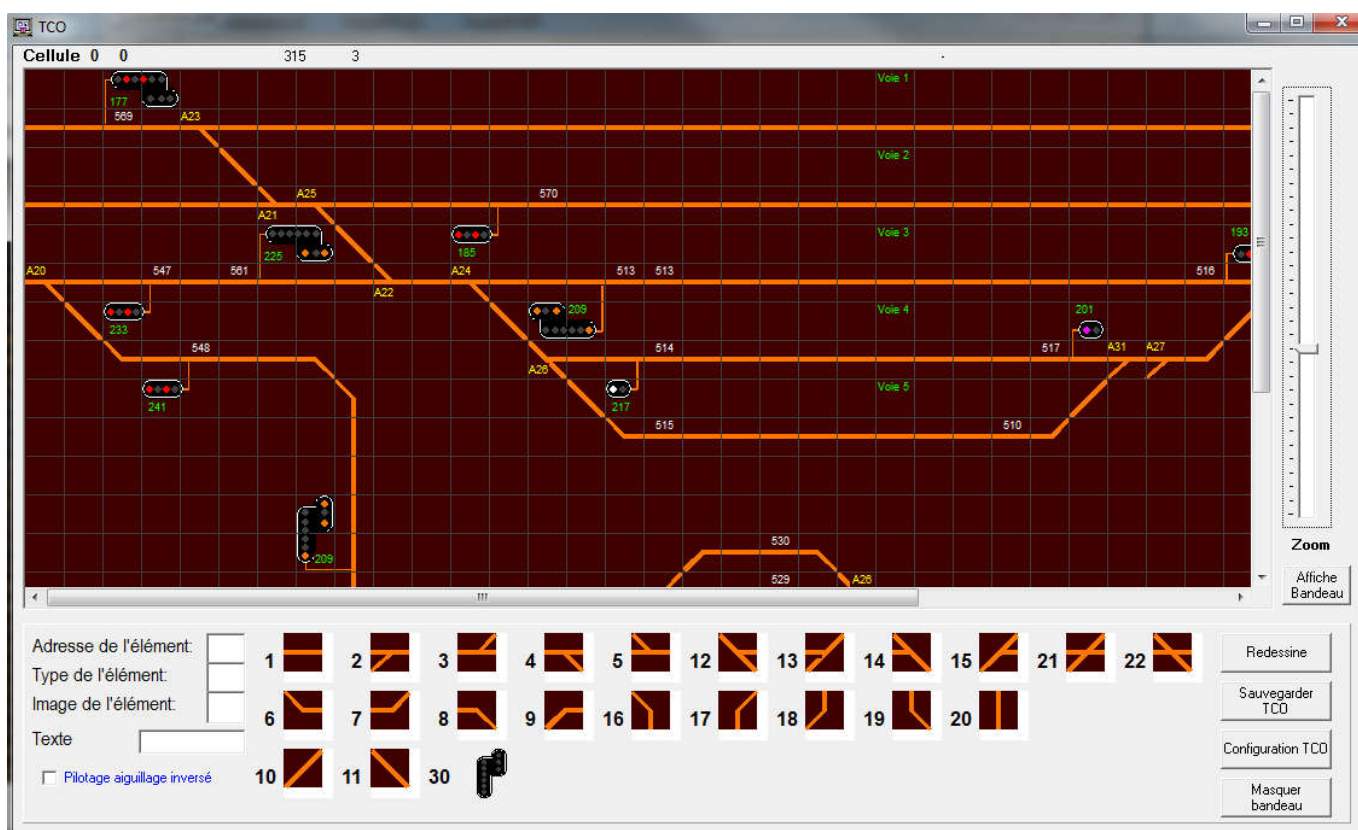 TCO
Cellule 0 0 315 3
Voie 1
177
569 A23
Voie 2
A25 570
A21
Voie 3 193
225 185
A20 547 561 A24 513 513 516
A22
209 Voie 4 201
233
548 514 517 A31 A27
A26
Voie 5
241 217
515 510
530
Zoom
209
529 A26
Affiche
Bandeau
Adresse de l'élément:
Type de l'élément:
Image de l'élément:
Texte
Pilotage aiguillage inversé
1 2 3 4 5 12 13 14 15 21 22
6 7 8 9 16 17 18 19 20
10 11 30
Redessine
Sauvegarder
TCO
Configuration TCO
Masquer
bandeau